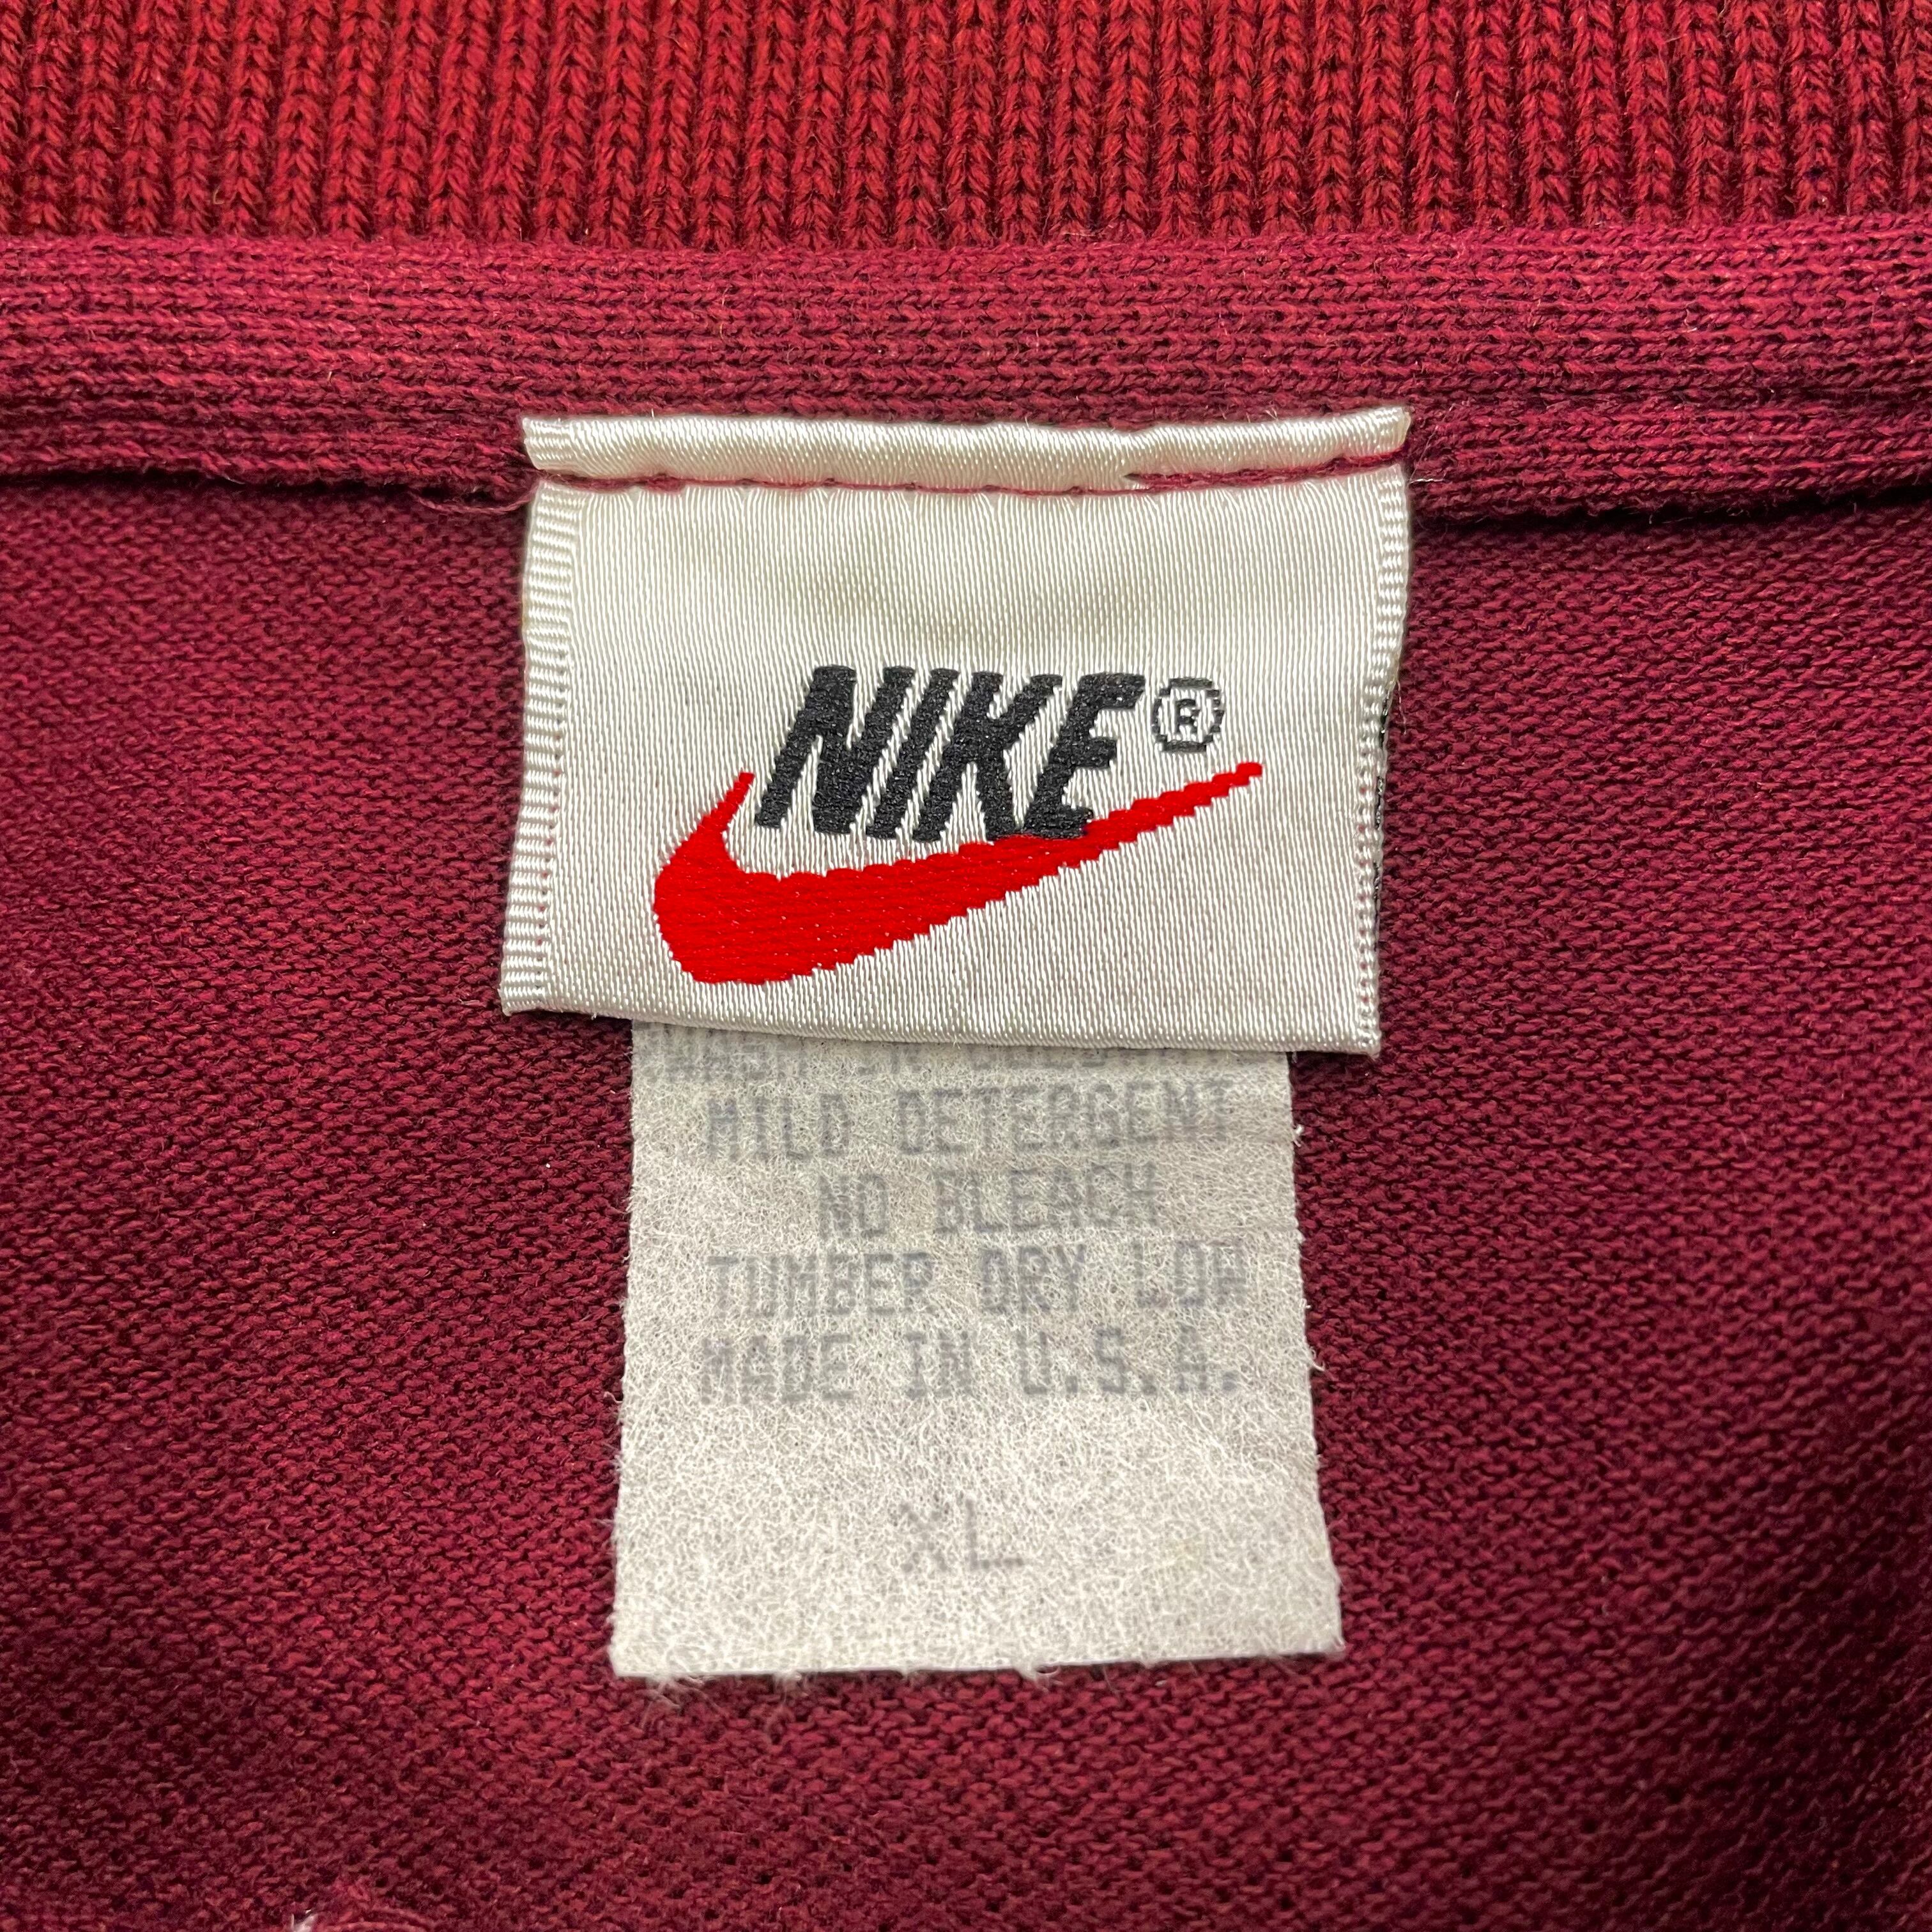 NIKE®
MILD DETERGENT
NO BLEACH
TUMBER DRY LOW
MADE IN U.S.A.
XL